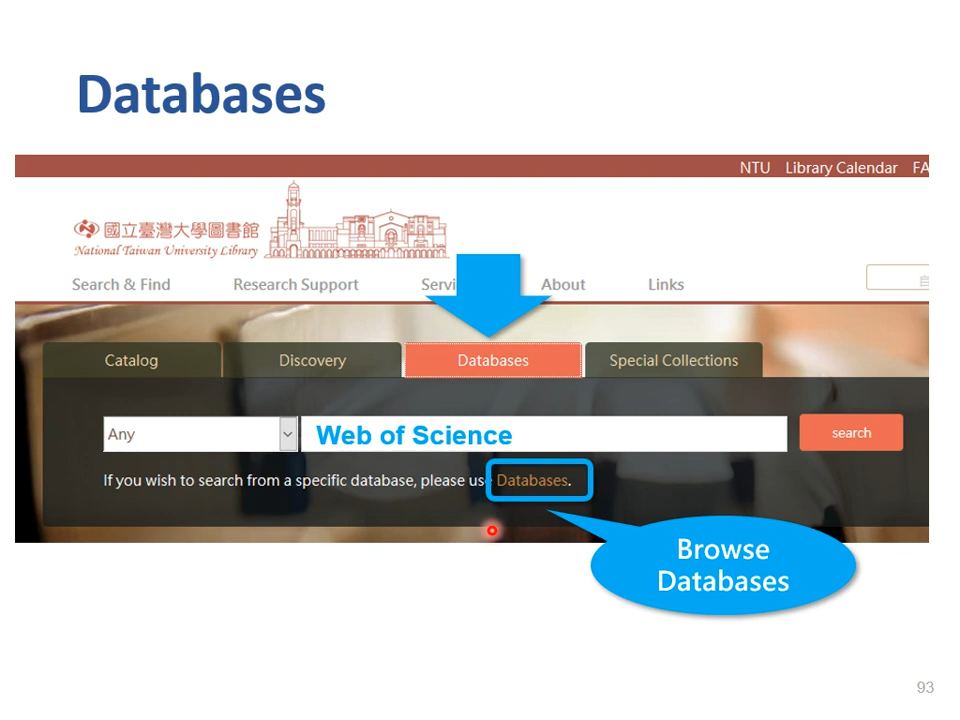 Databases
NTU Library Calendar FA
國立臺灣大學圖書館
National Taiwan University Library
Search & Find Research Support Servi About Links
Catalog Discovery Databases Special Collections
Any Web of Science search
If you wish to search from a specific database, please us Databases.
Browse
Databases
93